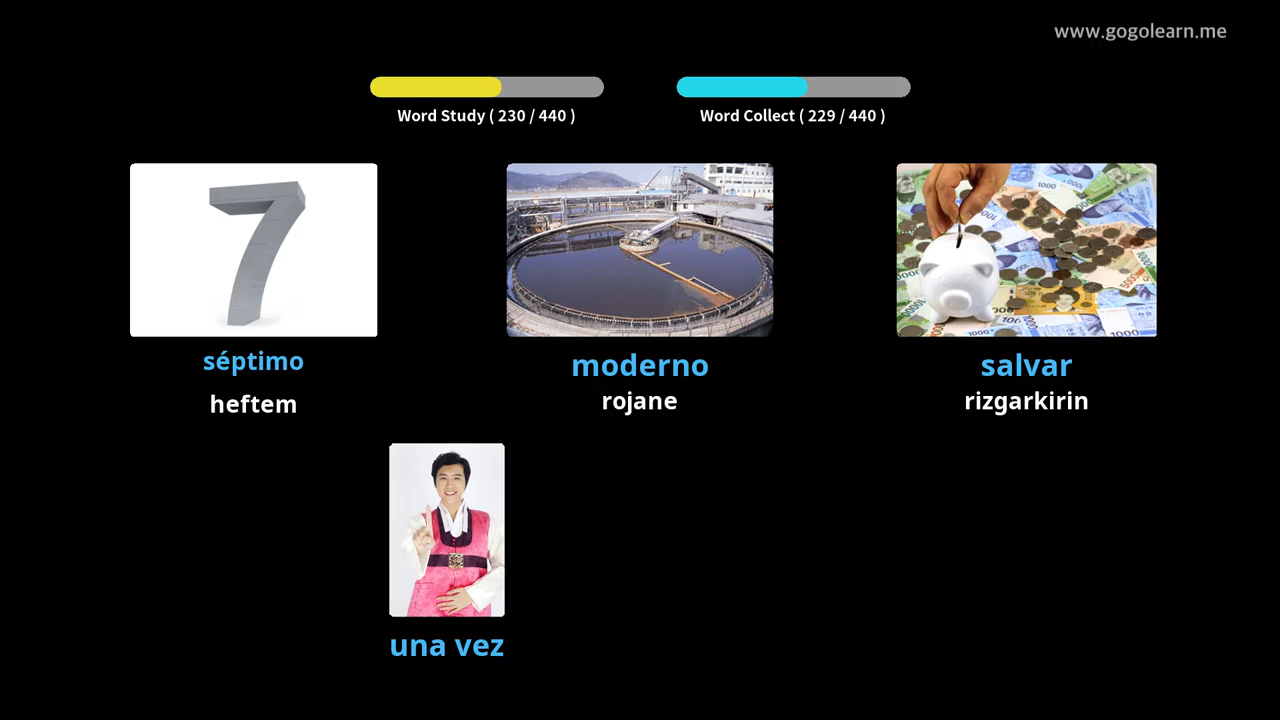 www.gogolearn.me
Word Study ( 230 / 440 )
Word Collect ( 229 / 440 )
séptimo
heftem
moderno
rojane
salvar
rizgarkirin
una vez